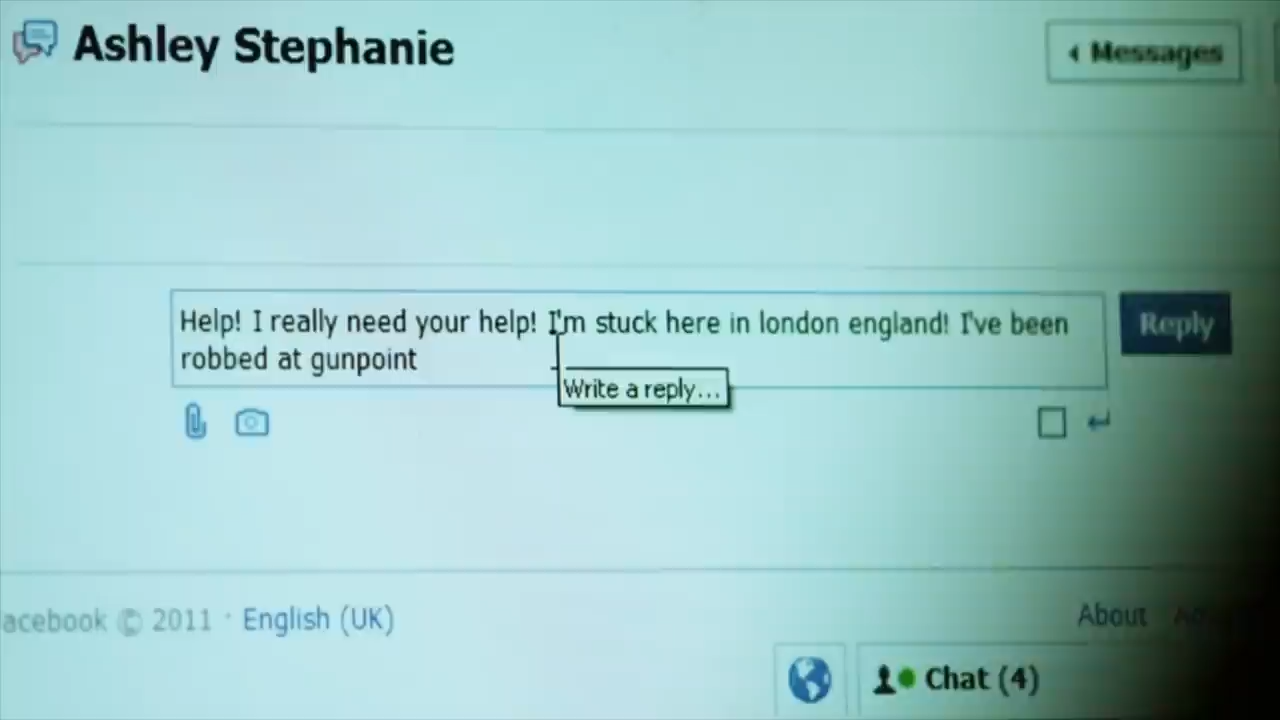 Ashley Stephanie
Messages
Help! I really need your help! I'm stuck here in london england! I've been
robbed at gunpoint
Reply
Write a reply...
acebook © 2011 · English (UK)
About
Chat (4)